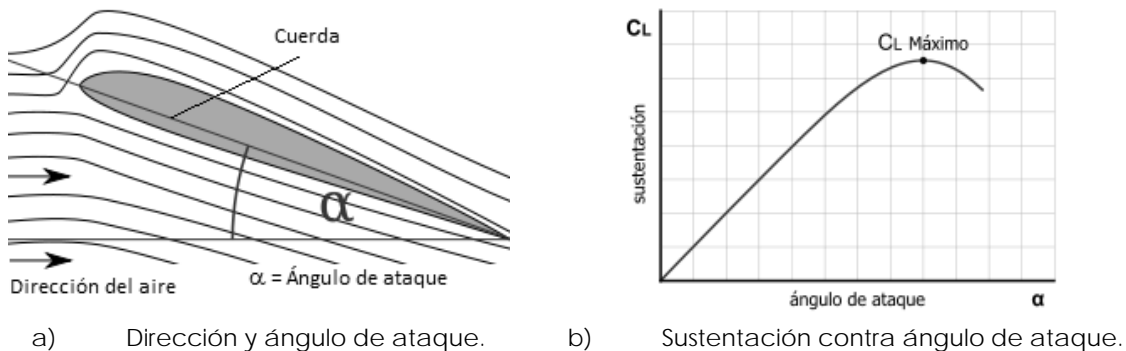 Cuerda
α
α = Ángulo de ataque
Dirección del aire
CL
CL Máximo
sustentación
ángulo de ataque
α
a) Dirección y ángulo de ataque.
b) Sustentación contra ángulo de ataque.